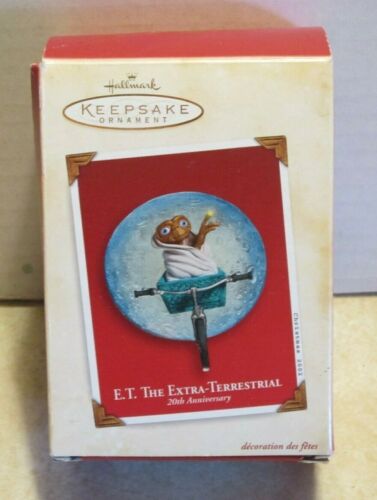 Hallmark
KEEPSAKE
ORNAMENT
Christmas 2002
E.T. THE EXTRA-TERRESTRIAL
20th Anniversary
décoration des fêtes